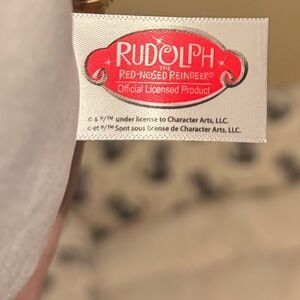 RUDOLPH
THE
RED-NOSED REINDEER®
Official Licensed Product
© & ®/™ under license to Character Arts, LLC.
© et ®/™ Sont sous license de Character Arts, LLC.